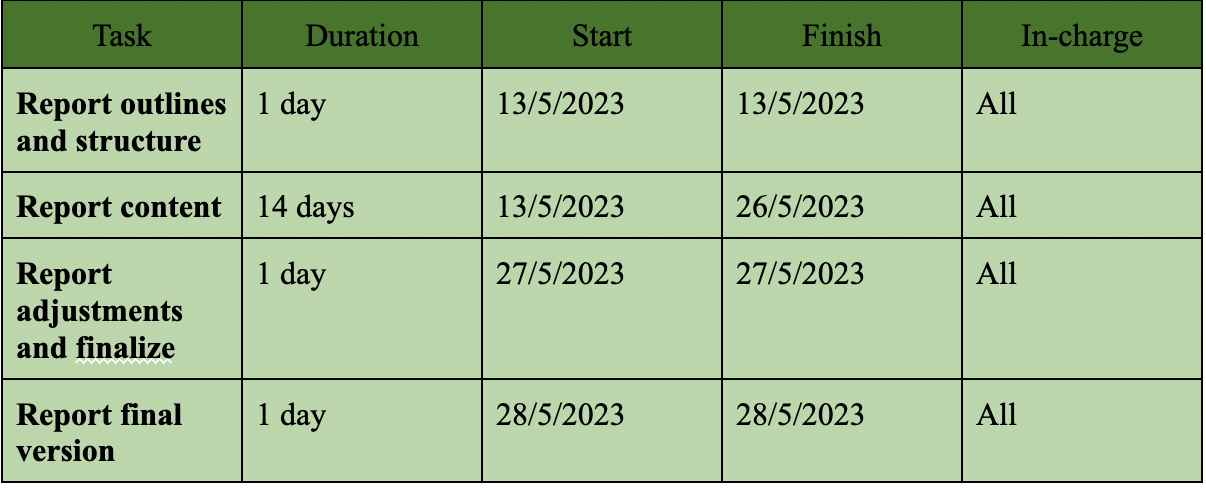 Task Duration Start Finish In-charge
Report outlines 1 day 13/5/2023 13/5/2023 All
and structure
Report content 14 days 13/5/2023 26/5/2023 All
Report 1 day 27/5/2023 27/5/2023 All
adjustments
and finalize
Report final 1 day 28/5/2023 28/5/2023 All
version